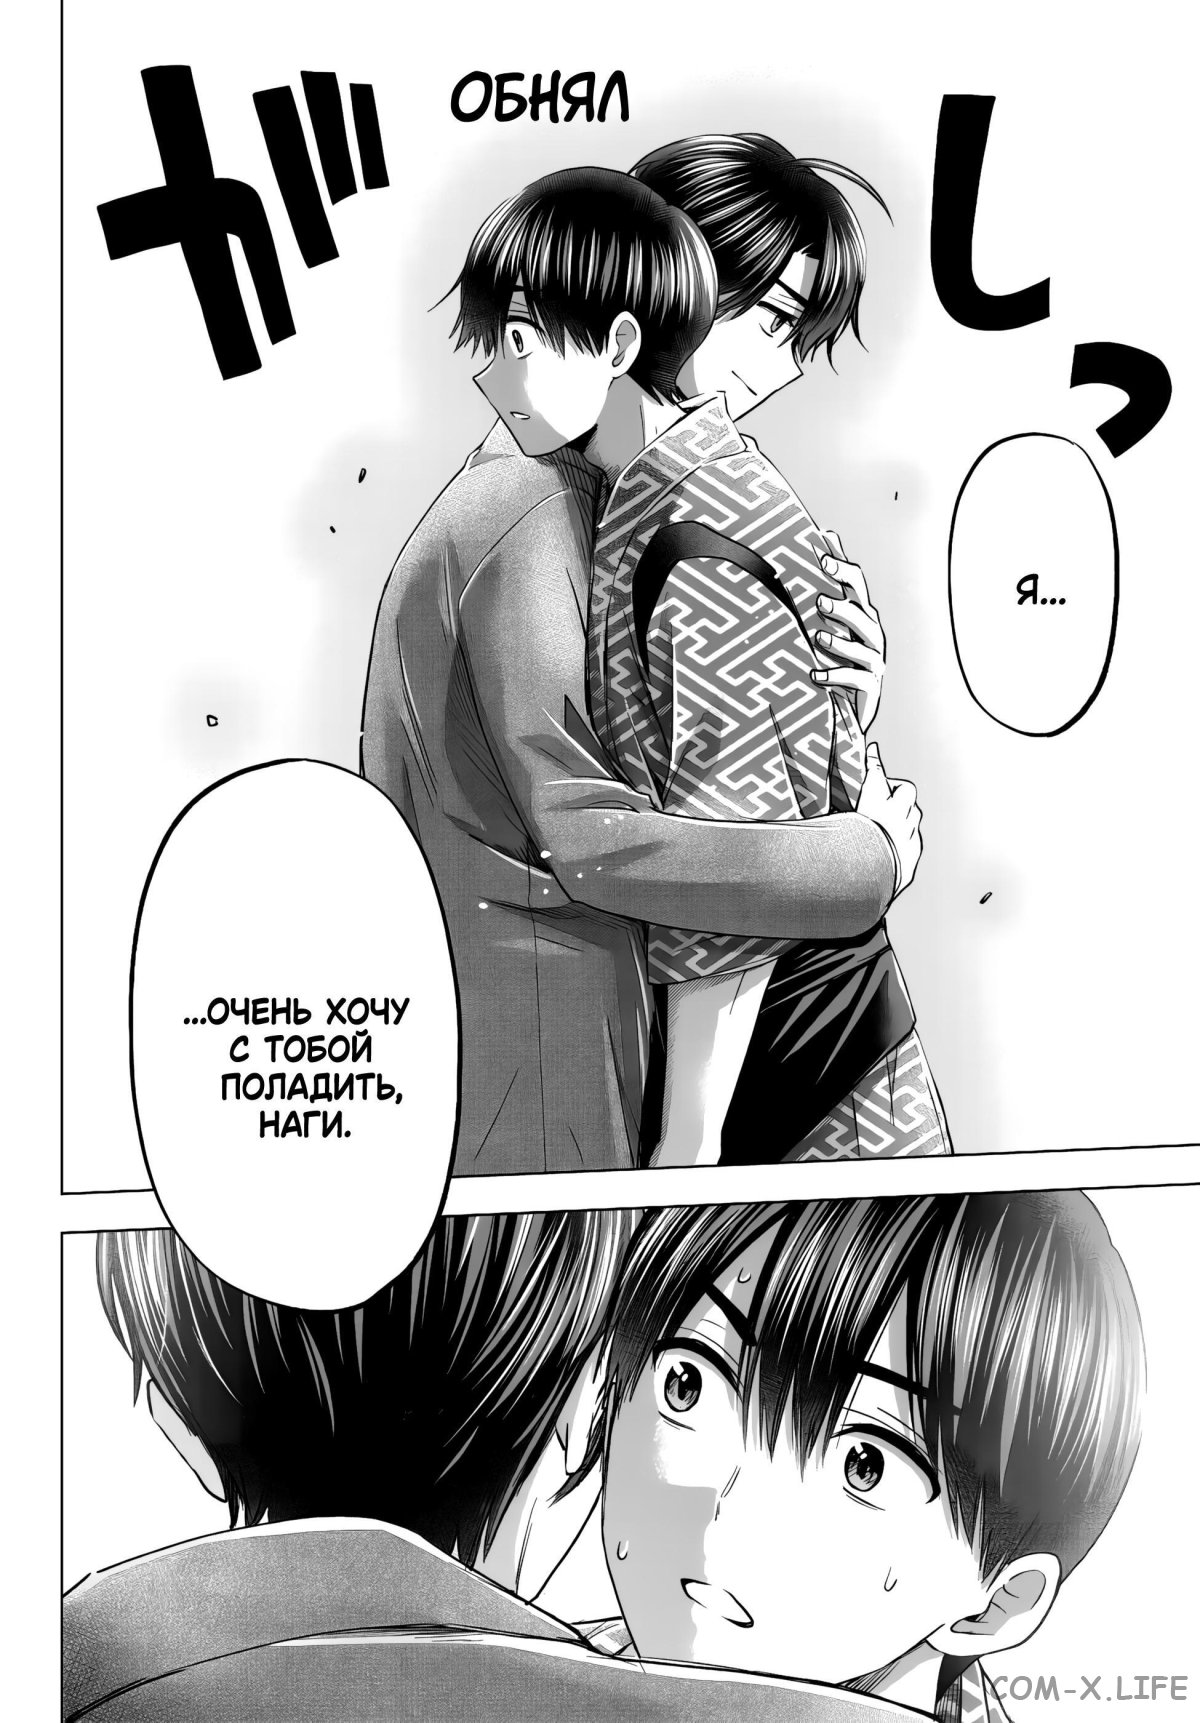 ОБНЯЛ
ガしっ
Я...
...ОЧЕНЬ ХОЧУ
С ТОБОЙ
ПОЛАДИТЬ,
НАГИ.
COM-X.LIFE